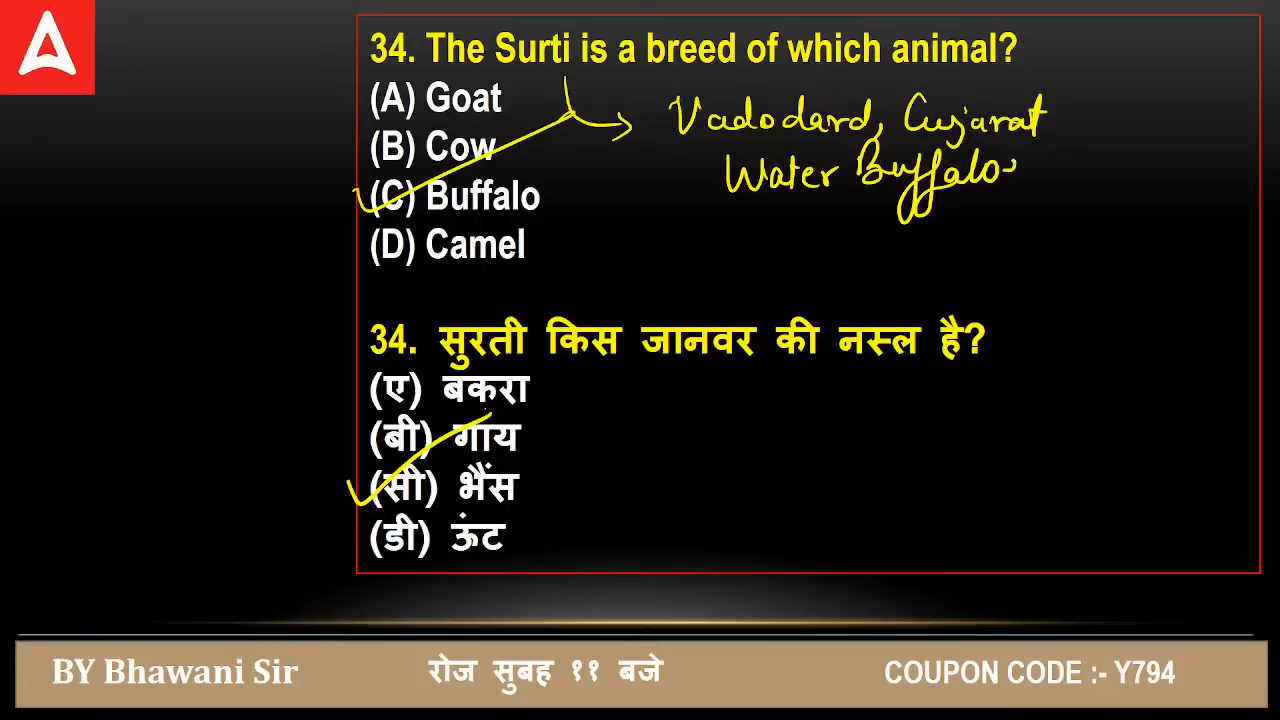 34. The Surti is a breed of which animal?
(A) Goat
(B) Cow
(C) Buffalo
(D) Camel
Vadodard, Gujarat
Water Buffalo
34. सुरती किस जानवर की नस्ल है?
(ए) बकरा
(बी) गाय
(सी) भैंस
(डी) ऊंट
BY Bhawani Sir
रोज सुबह ११ बजे
COUPON CODE :- Y794